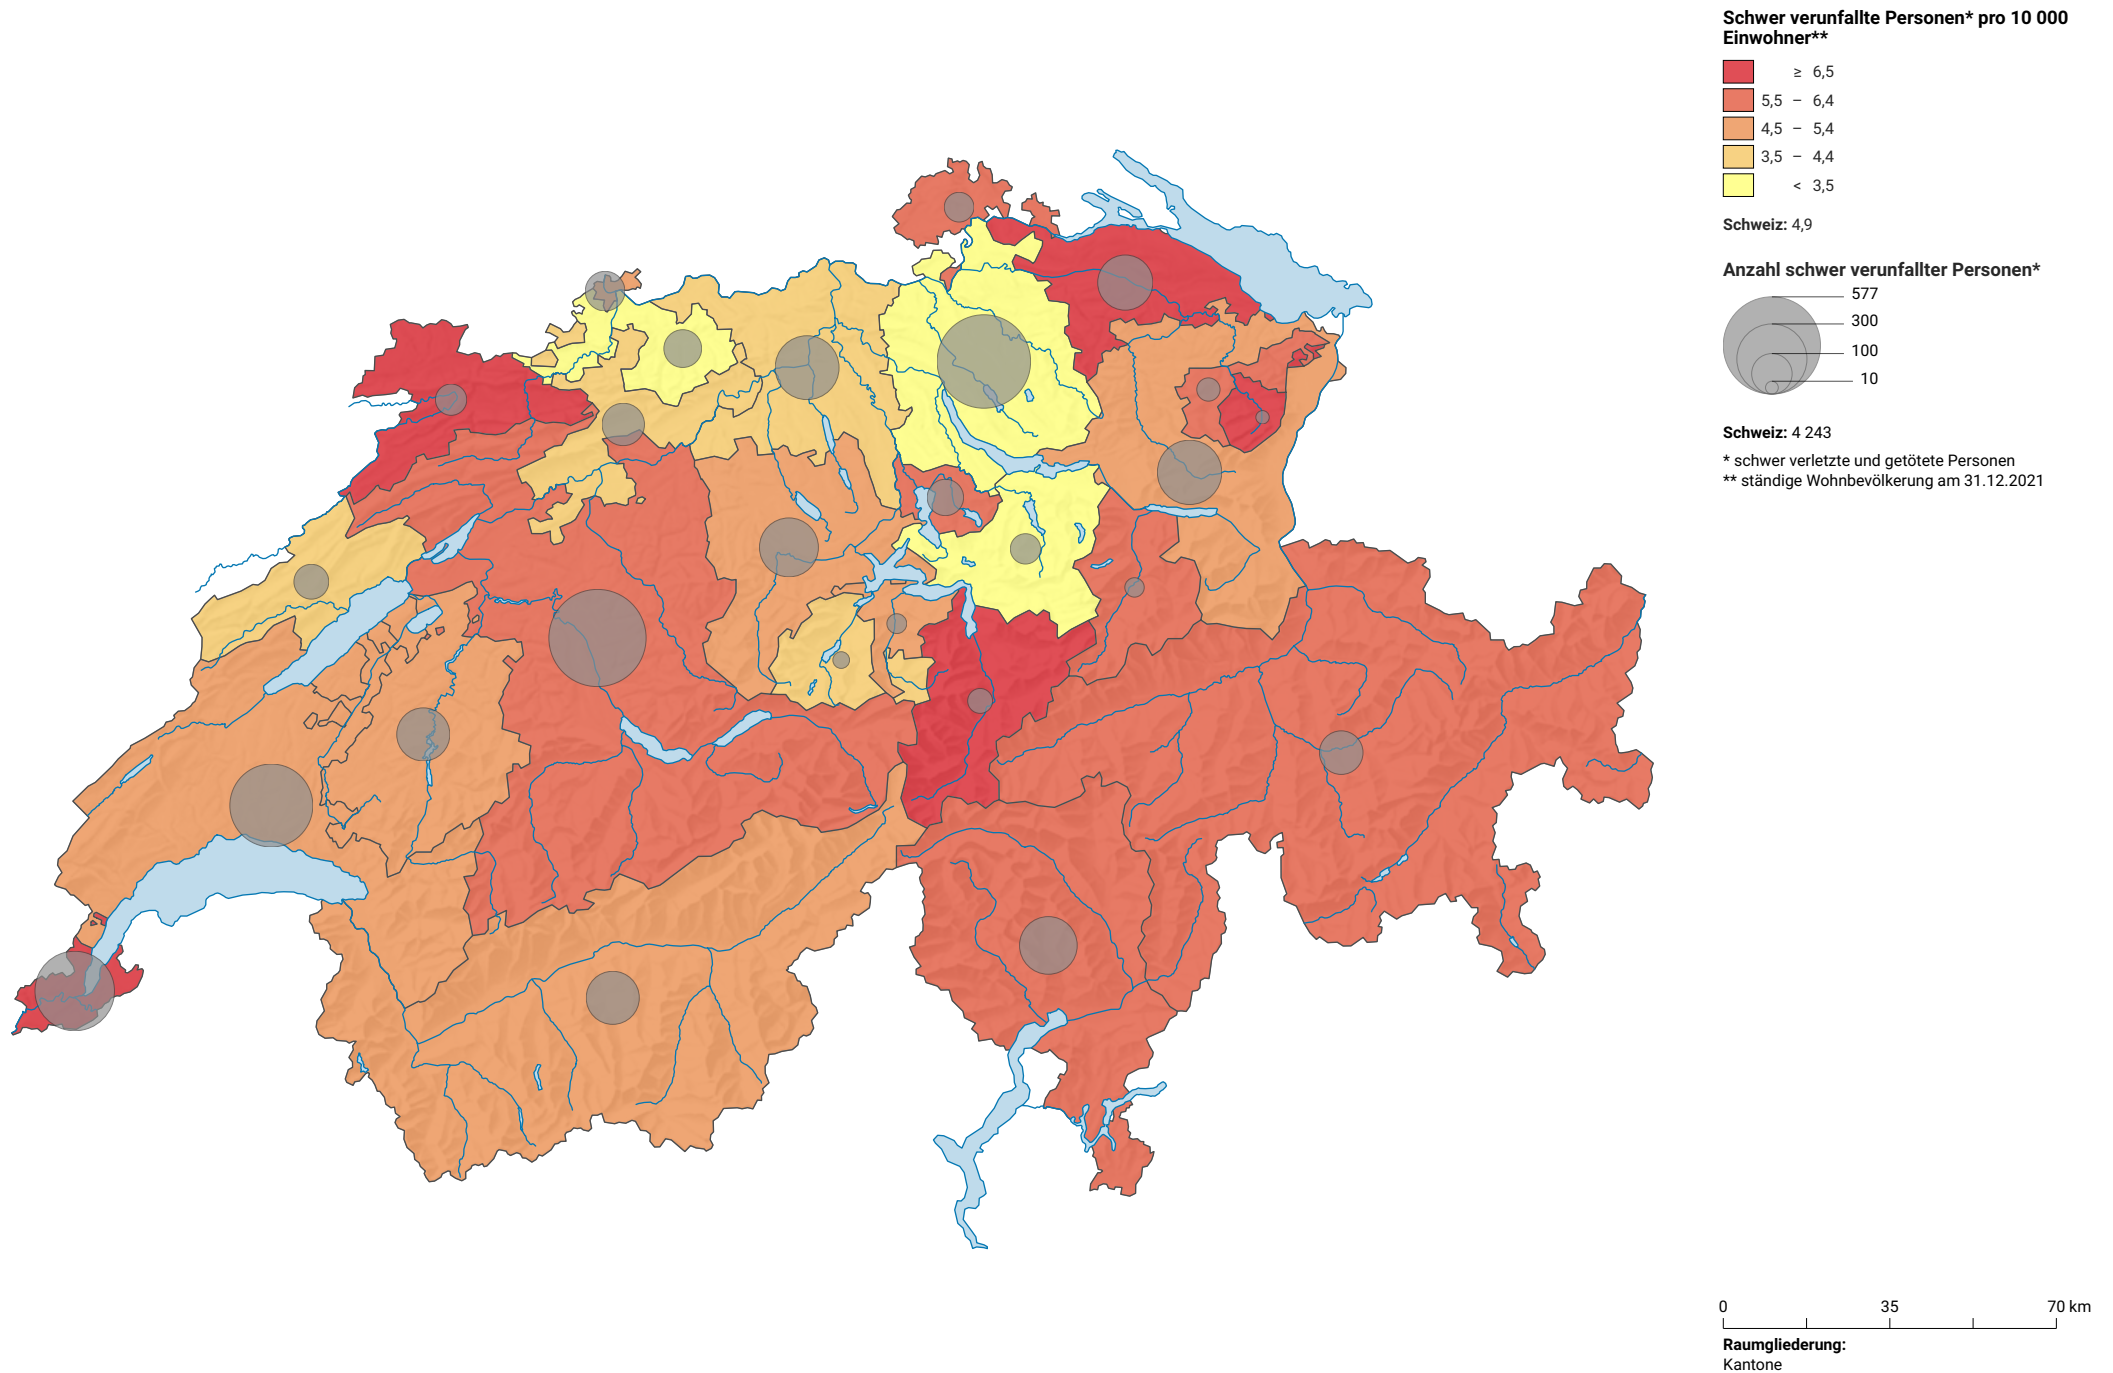 Schwer verunfallte Personen* pro 10 000
Einwohner**
≥ 6,5
5,5 – 6,4
4,5 – 5,4
3,5 – 4,4
< 3,5
Schweiz: 4,9
Anzahl schwer verunfallter Personen*
577
300
100
10
Schweiz: 4 243
* schwer verletzte und getötete Personen
** ständige Wohnbevölkerung am 31.12.2021
0 35 70 km
Raumgliederung:
Kantone